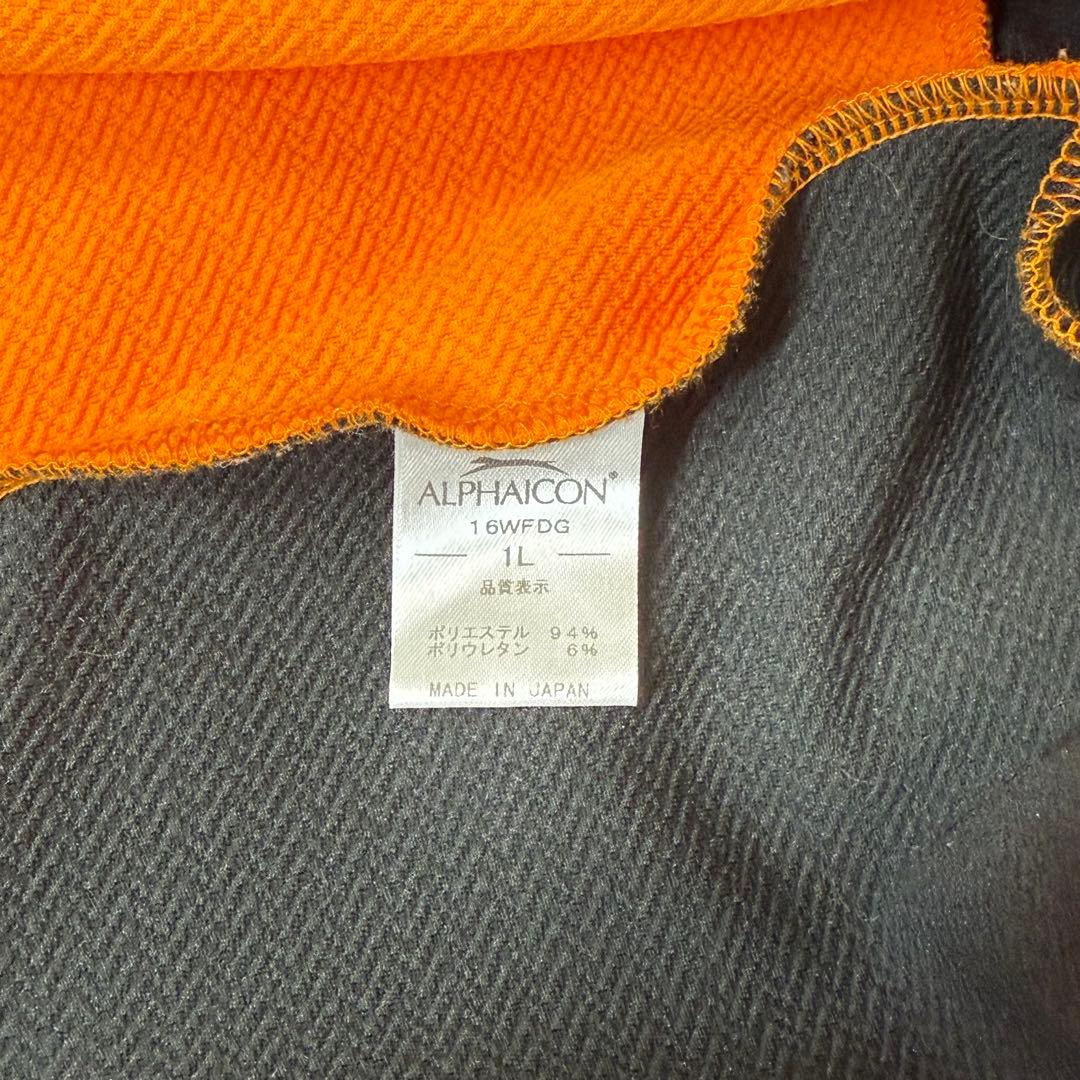 ALPHAICON®
16WFDG
1L
品質表示
ポリエステル 94%
ポリウレタン 6%
MADE IN JAPAN